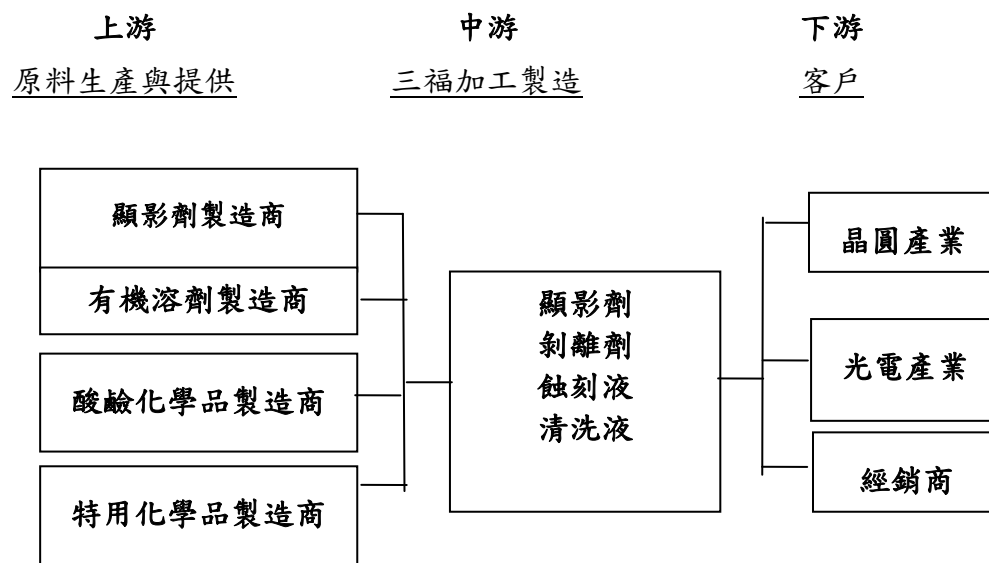 上游
中游
下游
原料生產與提供
三福加工製造
客戶
顯影劑製造商
有機溶劑製造商
酸鹼化學品製造商
特用化學品製造商
顯影劑
剝離劑
蝕刻液
清洗液
晶圓產業
光電產業
經銷商